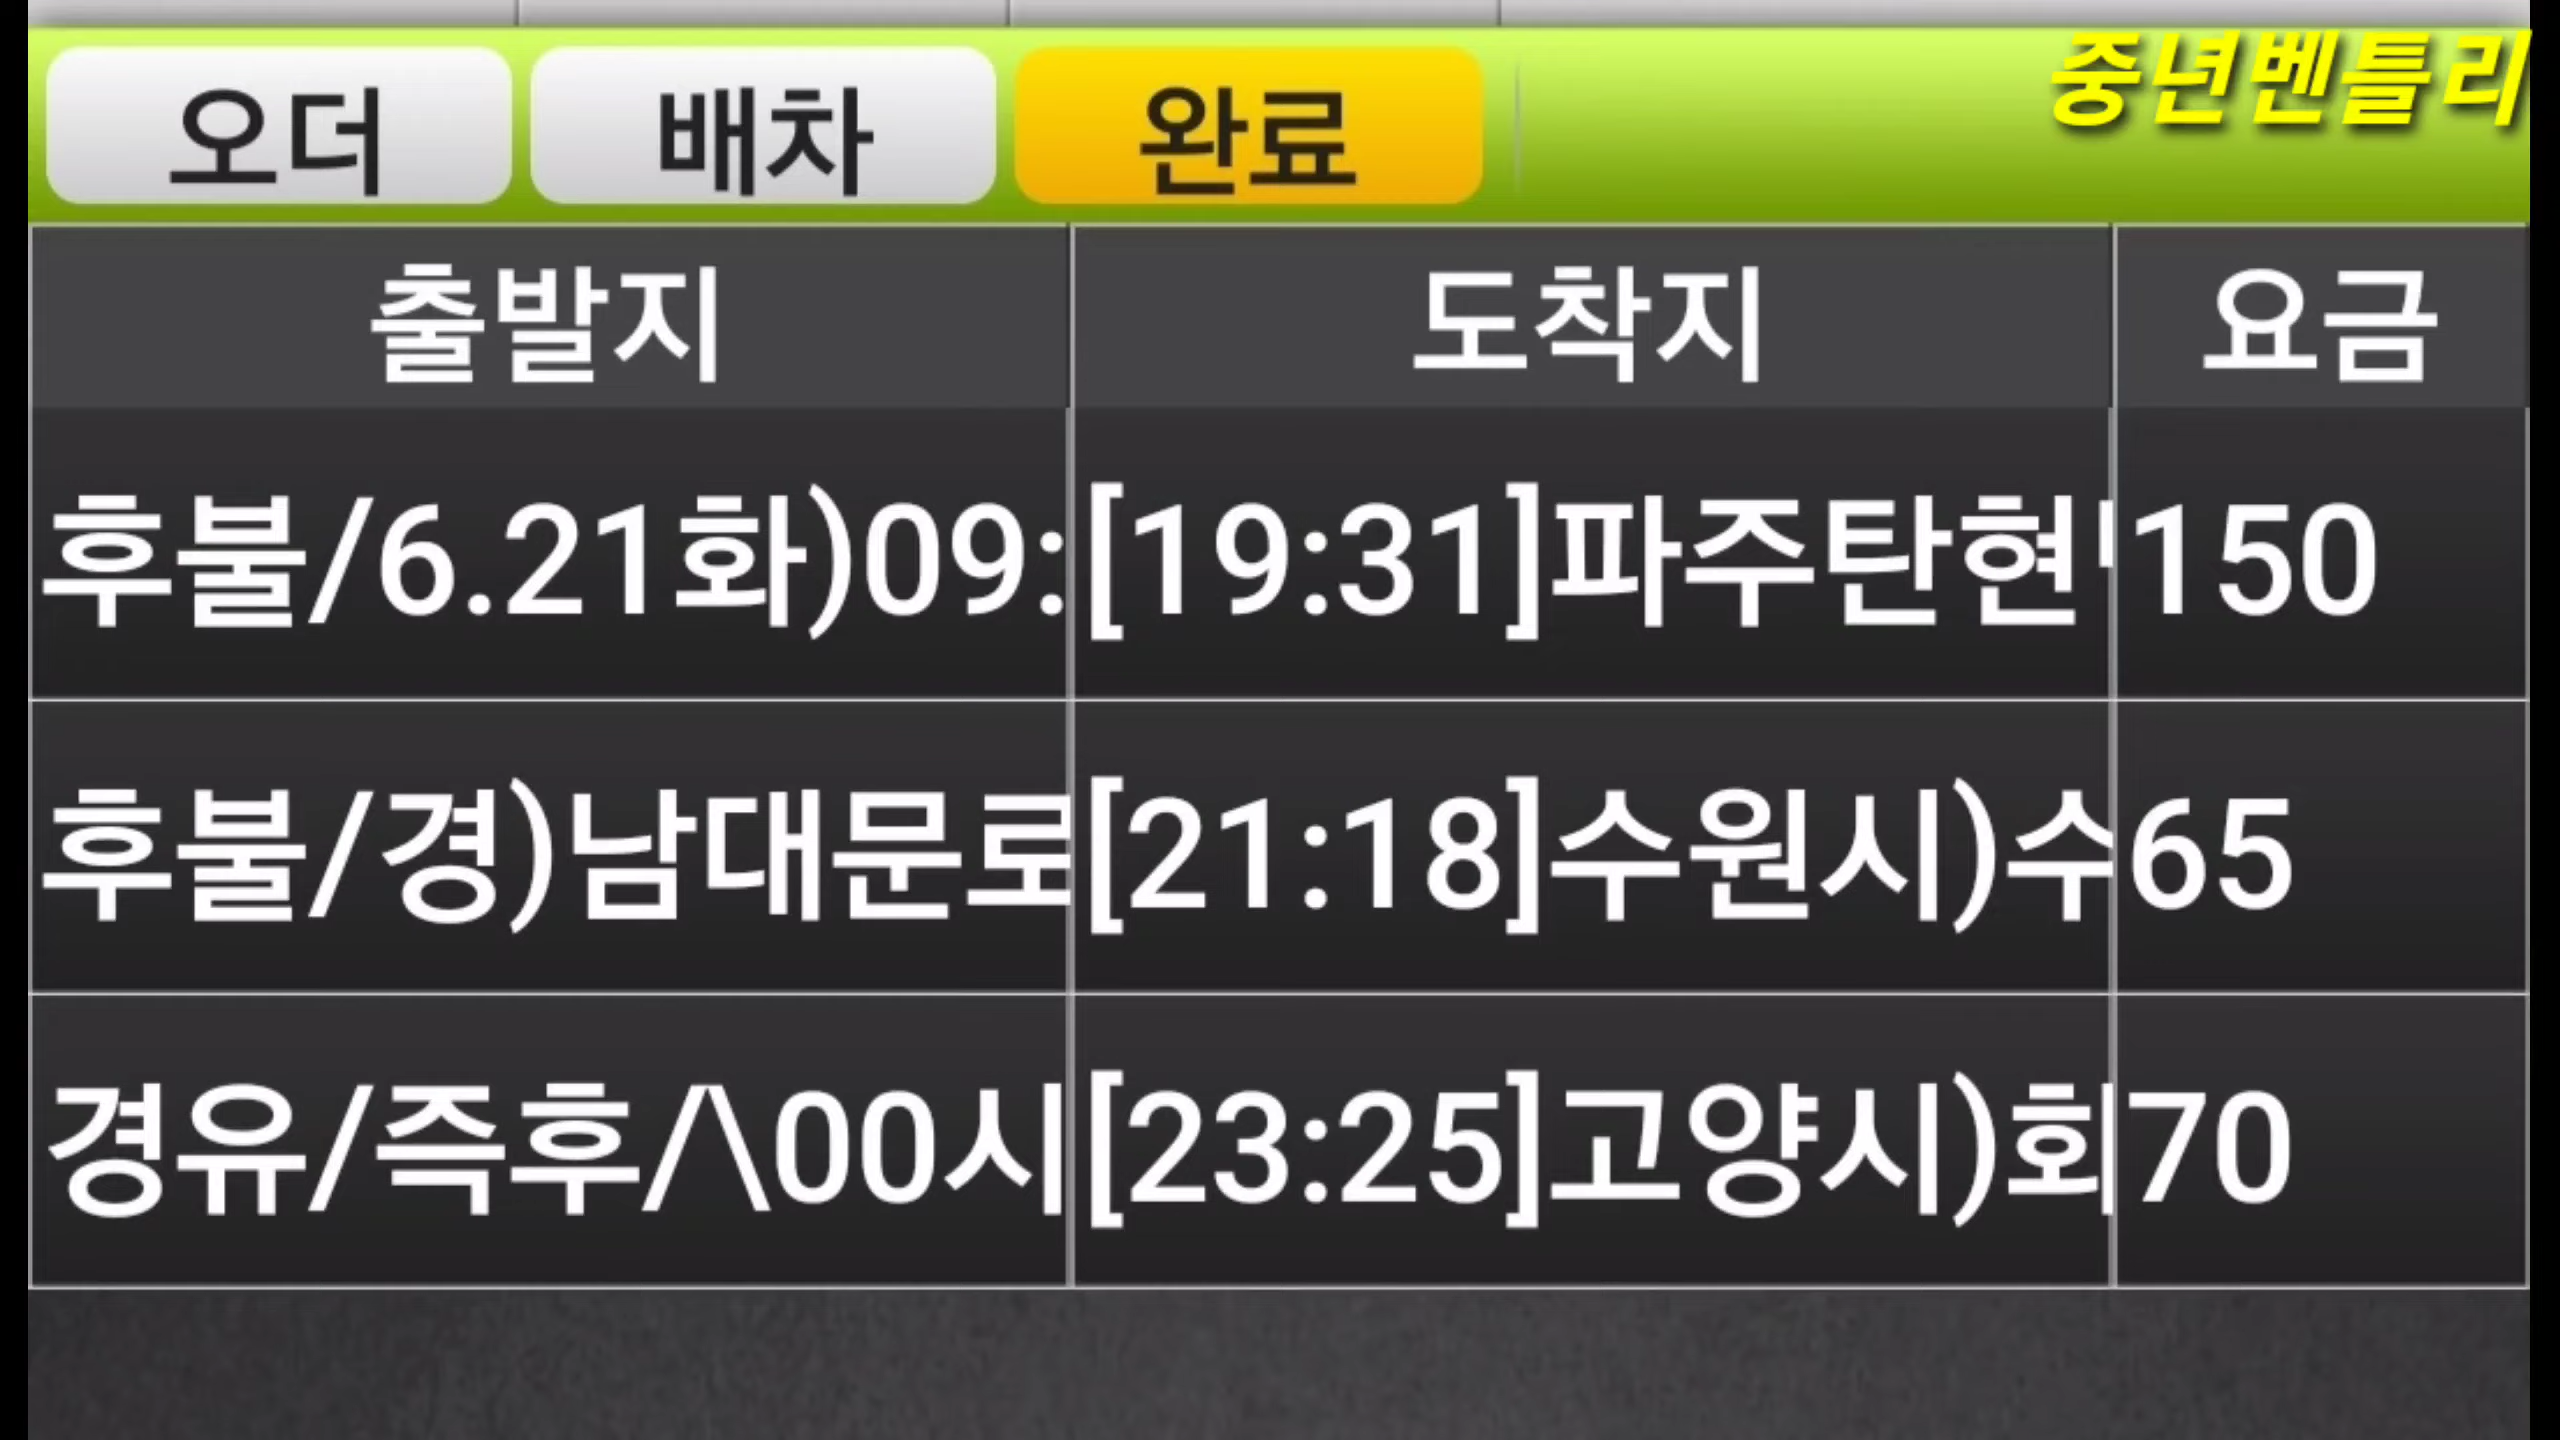 중년벤틀리
오더 배차 완료
출발지 도착지 요금
후불/6.21화)09: [19:31]파주탄현 150
후불/경)남대문로 [21:18]수원시)수 65
경유/즉후/\00시 [23:25]고양시)회 70